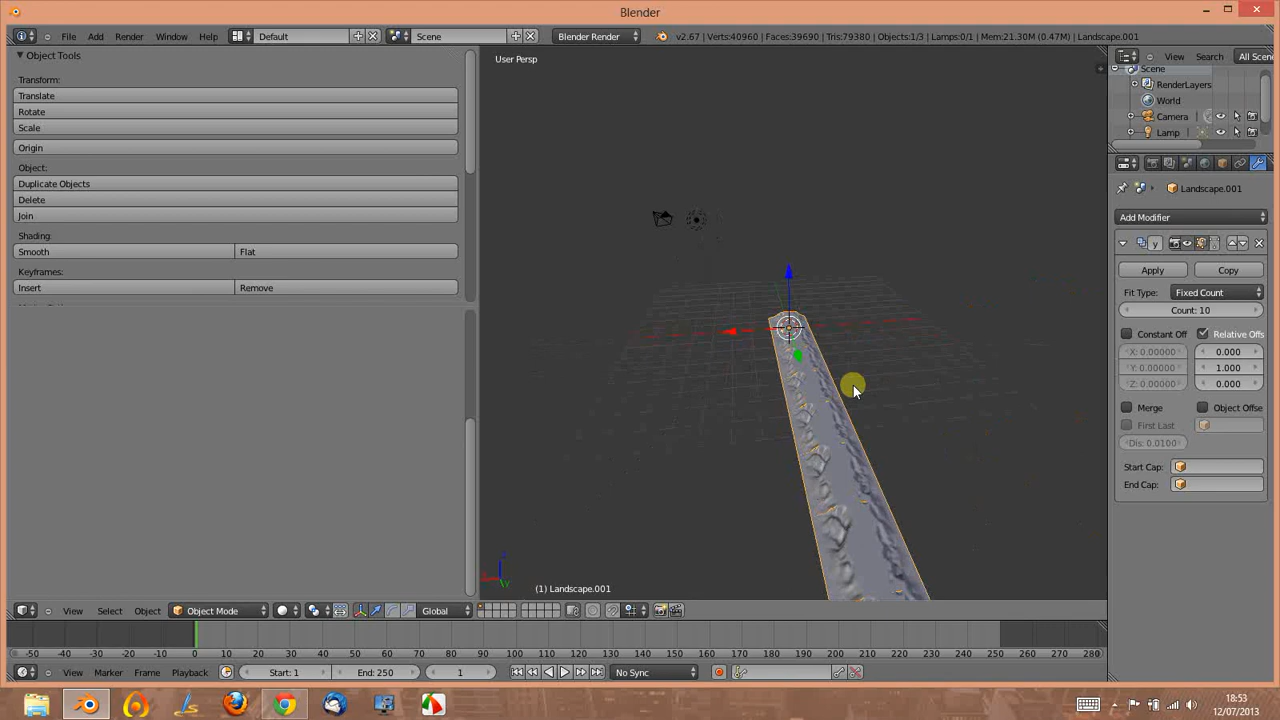 Blender
File Add Render Window Help Default Scene Blender Render v2.67 | Verts:40960 | Faces:39690 | Tris:79380 | Objects:1/3 | Lamps:0/1 | Mem:21.30M (0.47M) | Landscape.001
Object Tools
Transform:
Translate
Rotate
Scale
Origin
Object:
Duplicate Objects
Delete
Join
Shading:
Smooth Flat
Keyframes:
Insert Remove
User Persp
(1) Landscape.001
View Search All Scen
Scene
RenderLayers
World
Camera
Lamp
Landscape.001
Add Modifier
y
Apply Copy
Fit Type: Fixed Count
Count: 10
Constant Off Relative Offs
X: 0.00000 0.000
Y: 0.00000 1.000
Z: 0.00000 0.000
Merge Object Offse
First Last
Dis: 0.0100
Start Cap:
End Cap:
View Select Object Object Mode Global
-50 -40 -30 -20 -10 0 10 20 30 40 50 60 70 80 90 100 110 120 130 140 150 160 170 180 190 200 210 220 230 240 250 260 270 280
View Marker Frame Playback Start: 1 End: 250 1 No Sync
18:53
12/07/2013